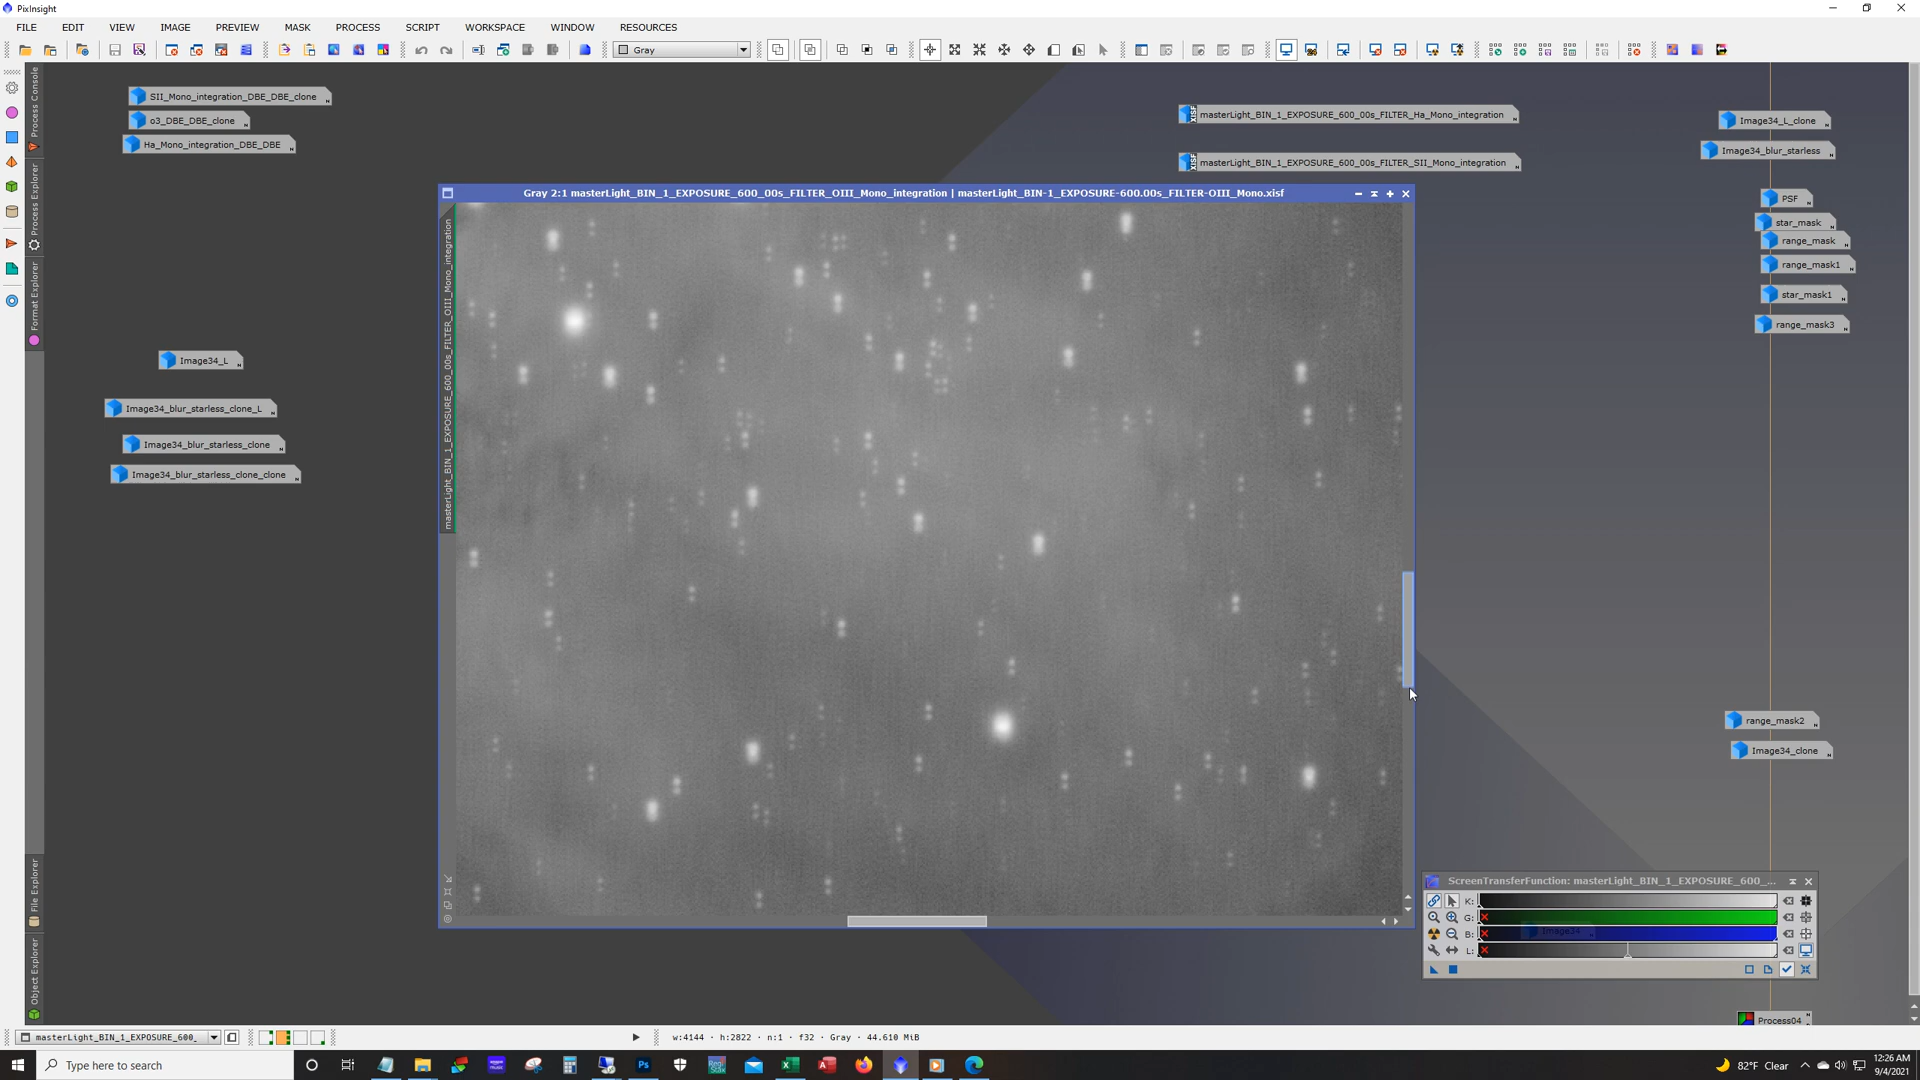 PixInsight
FILE EDIT VIEW IMAGE PREVIEW MASK PROCESS SCRIPT WORKSPACE WINDOW RESOURCES
Gray
Process Console
Process Explorer
Format Explorer
File Explorer
Object Explorer
SII_Mono_integration_DBE_DBE_clone
o3_DBE_DBE_clone
Ha_Mono_integration_DBE_DBE
Image34_L
Image34_blur_starless_clone_L
Image34_blur_starless_clone
Image34_blur_starless_clone_clone
masterLight_BIN_1_EXPOSURE_600_00s_FILTER_Ha_Mono_integration
masterLight_BIN_1_EXPOSURE_600_00s_FILTER_SII_Mono_integration
Gray 2:1 masterLight_BIN_1_EXPOSURE_600_00s_FILTER_OIII_Mono_integration | masterLight_BIN-1_EXPOSURE-600.00s_FILTER-OIII_Mono.xisf
masterLight_BIN_1_EXPOSURE_600_00s_FILTER_OIII_Mono_integration
Image34_L_clone
Image34_blur_starless
PSF
star_mask
range_mask
range_mask1
star_mask1
range_mask3
range_mask2
Image34_clone
ScreenTransferFunction: masterLight_BIN_1_EXPOSURE_600_...
K:
G:
B:
Image34
L:
Process04
masterLight_BIN_1_EXPOSURE_600_
w:4144 · h:2822 · n:1 · f32 · Gray · 44.610 MiB
Type here to search
82°F Clear
12:26 AM
9/4/2021